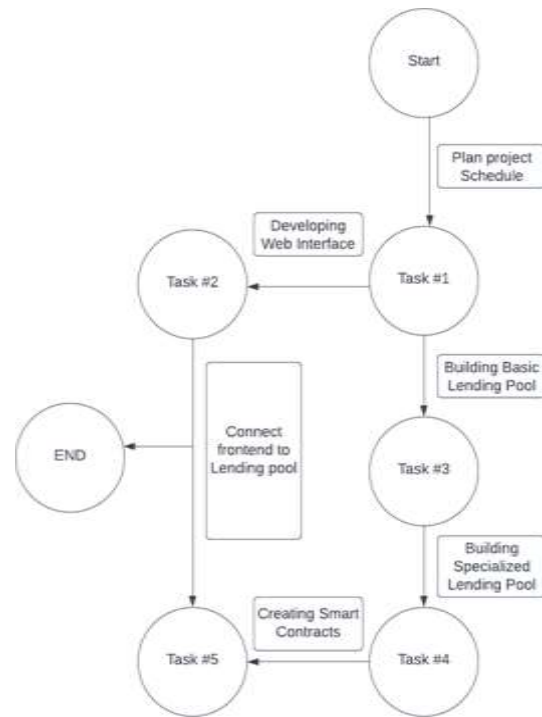 Start
Plan project
Schedule
Developing
Web Interface
Task #2
Task #1
Building Basic
Lending Pool
Connect
frontend to
Lending pool
END
Task #3
Building
Specialized
Lending Pool
Creating Smart
Contracts
Task #5
Task #4